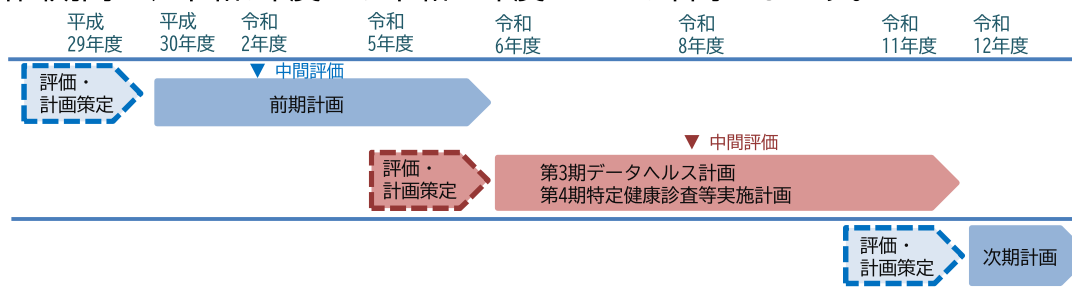 平成 29年度
平成 30年度
令和 2年度
令和 5年度
令和 6年度
令和 8年度
令和 11年度
令和 12年度
評価・
計画策定
▼ 中間評価
前期計画
評価・
計画策定
▼ 中間評価
第3期データヘルス計画
第4期特定健康診査等実施計画
評価・
計画策定
次期計画